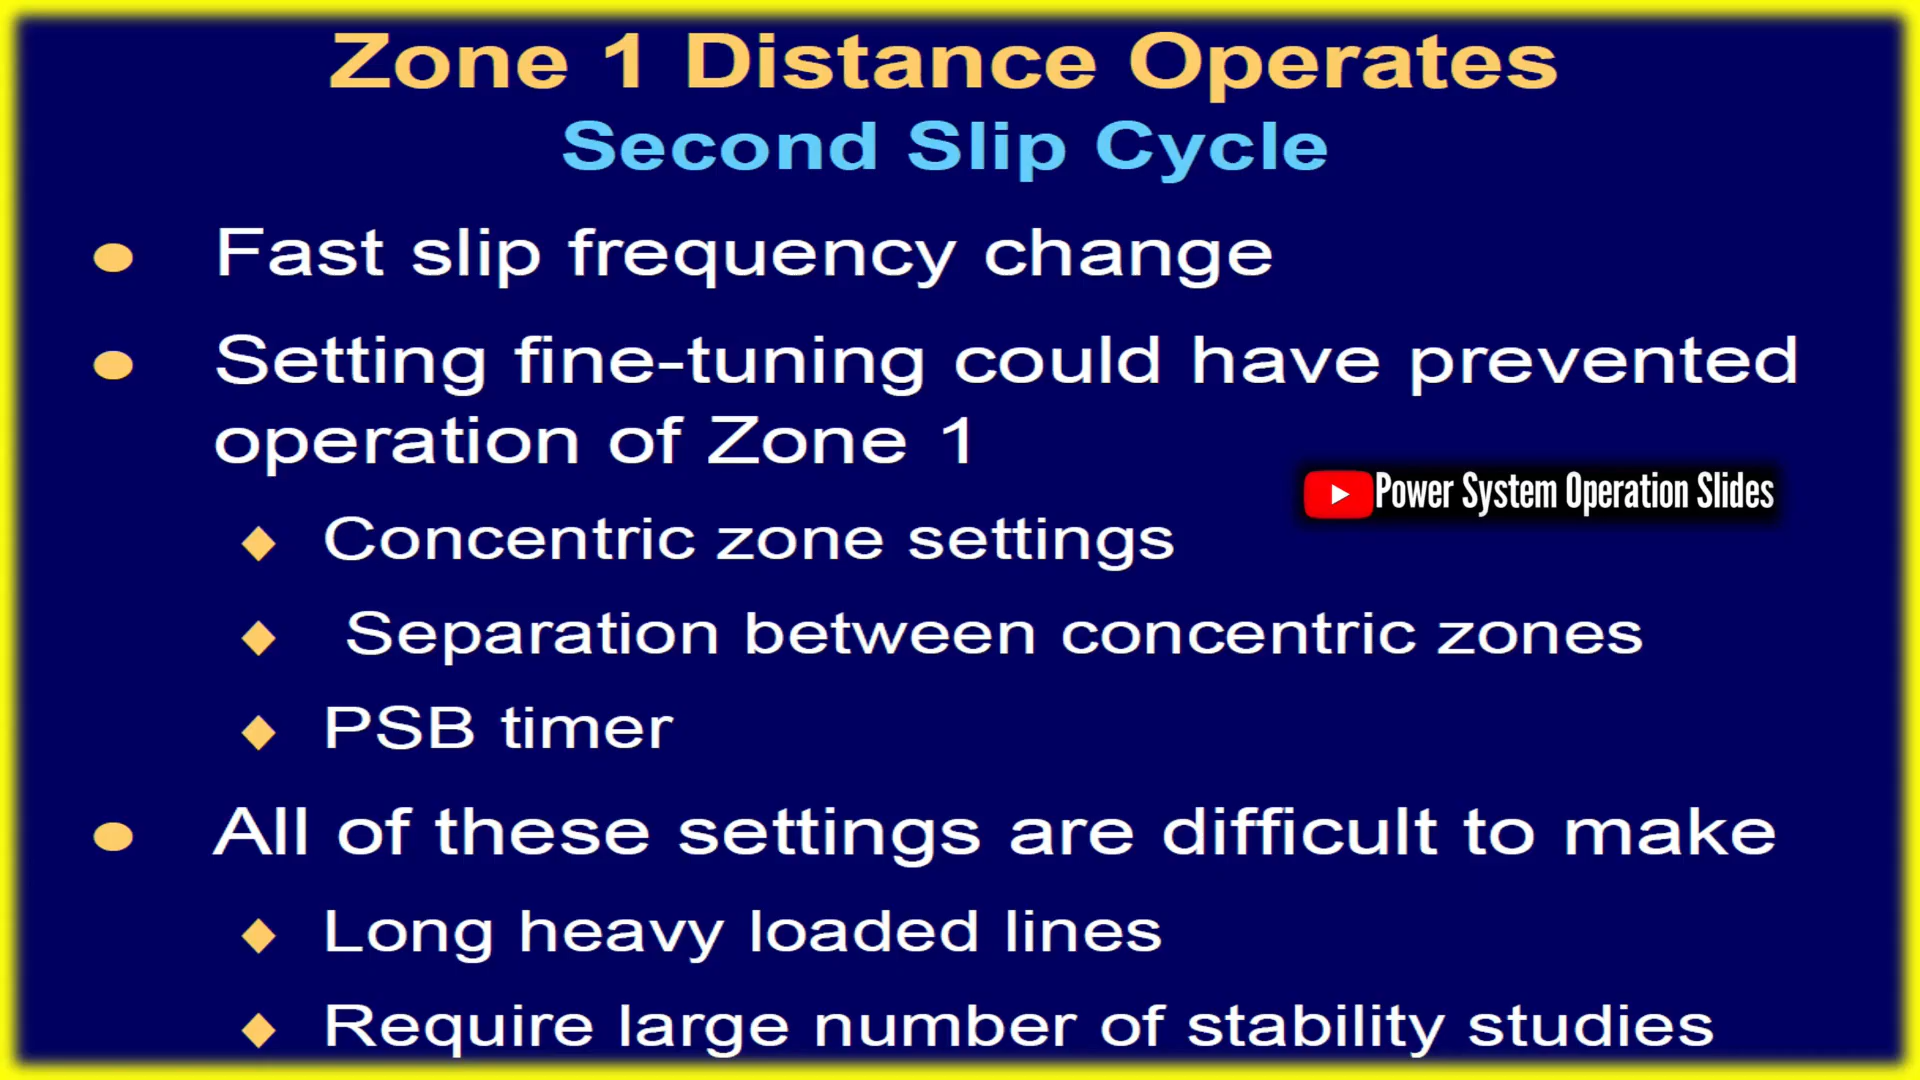 Zone 1 Distance Operates
Second Slip Cycle
Fast slip frequency change
Setting fine-tuning could have prevented
operation of Zone 1
Power System Operation Slides
Concentric zone settings
Separation between concentric zones
PSB timer
All of these settings are difficult to make
Long heavy loaded lines
Require large number of stability studies